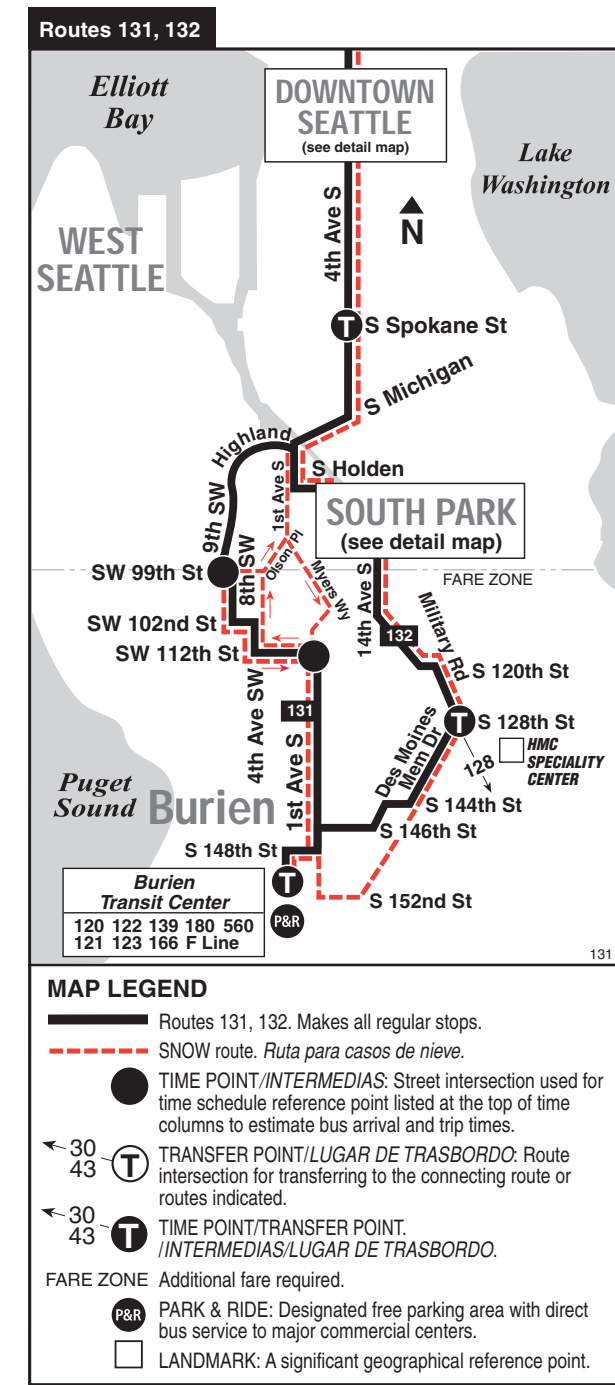 Routes 131, 132
Elliott
Bay
DOWNTOWN
SEATTLE
(see detail map)
Lake
Washington
WEST
SEATTLE
4th Ave S
N
T
S Spokane St
S Michigan
Highland
S Holden
1st Ave S
9th SW
SOUTH PARK
(see detail map)
8th SW
Olson Pl
Myers Wy
SW 99th St
FARE ZONE
14th Ave S
Military Rd
SW 102nd St
132
SW 112th St
S 120th St
4th Ave SW
131
1st Ave S
T
S 128th St
HMC
SPECIALITY
CENTER
128
Des Moines
Mem Dr
Puget
Sound
Burien
S 144th St
S 146th St
S 148th St
T
S 152nd St
P&R
Burien
Transit Center
120 122 139 180 560
121 123 166 F Line
131
MAP LEGEND
Routes 131, 132. Makes all regular stops.
SNOW route. Ruta para casos de nieve.
TIME POINT/INTERMEDIAS: Street intersection used for
time schedule reference point listed at the top of time
columns to estimate bus arrival and trip times.
30
43
T
TRANSFER POINT/LUGAR DE TRASBORDO: Route
intersection for transferring to the connecting route or
routes indicated.
30
43
T
TIME POINT/TRANSFER POINT.
/INTERMEDIAS/LUGAR DE TRASBORDO.
FARE ZONE Additional fare required.
P&R
PARK & RIDE: Designated free parking area with direct
bus service to major commercial centers.
LANDMARK: A significant geographical reference point.